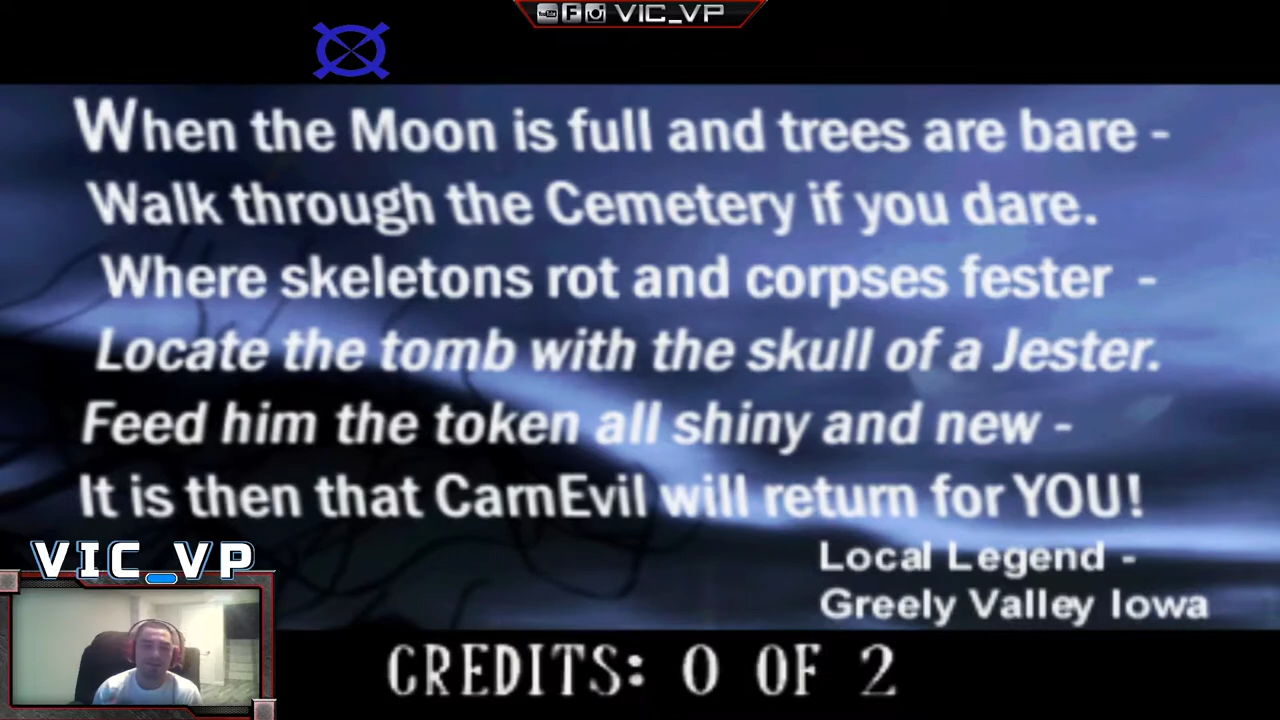 VIC_VP
When the Moon is full and trees are bare -
Walk through the Cemetery if you dare.
Where skeletons rot and corpses fester -
Locate the tomb with the skull of a Jester.
Feed him the token all shiny and new -
It is then that CarnEvil will return for YOU!
Local Legend -
Greely Valley Iowa
VIC_VP
CREDITS: 0 OF 2